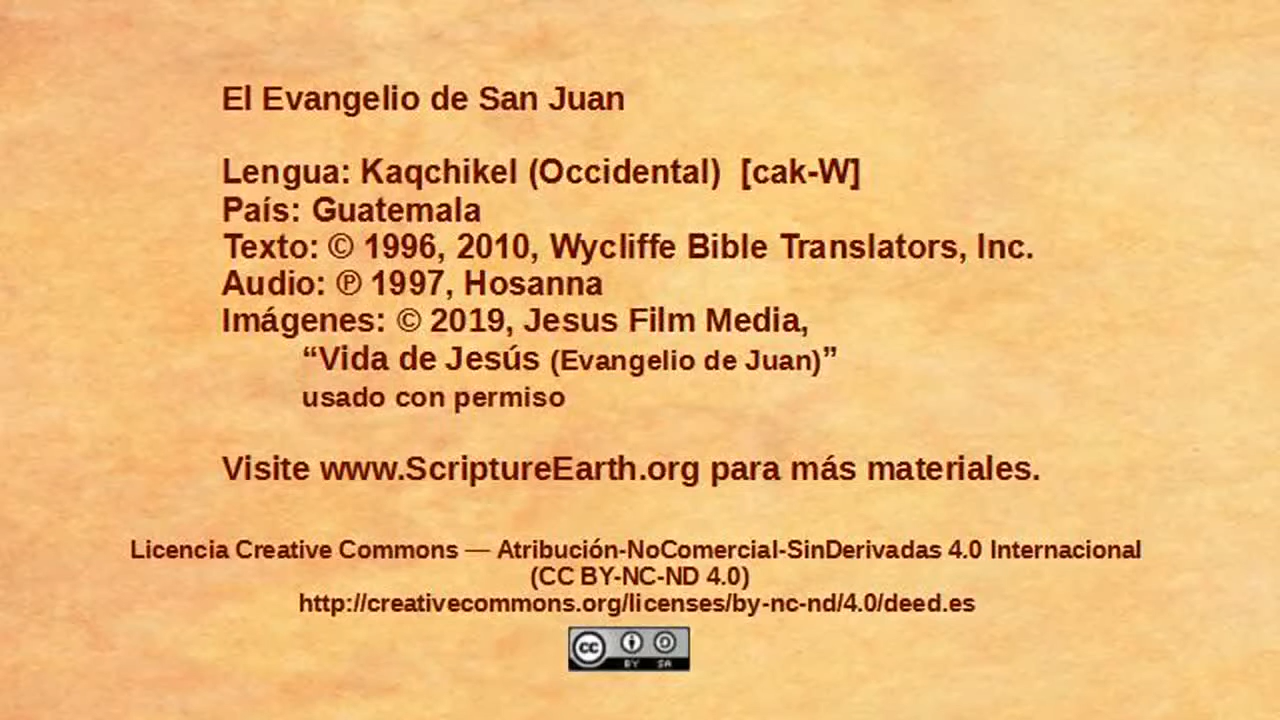 El Evangelio de San Juan
Lengua: Kaqchikel (Occidental) [cak-W]
País: Guatemala
Texto: © 1996, 2010, Wycliffe Bible Translators, Inc.
Audio: ℗ 1997, Hosanna
Imágenes: © 2019, Jesus Film Media,
“Vida de Jesús (Evangelio de Juan)”
usado con permiso
Visite www.ScriptureEarth.org para más materiales.
Licencia Creative Commons — Atribución-NoComercial-SinDerivadas 4.0 Internacional
(CC BY-NC-ND 4.0)
http://creativecommons.org/licenses/by-nc-nd/4.0/deed.es
cc
BY SA